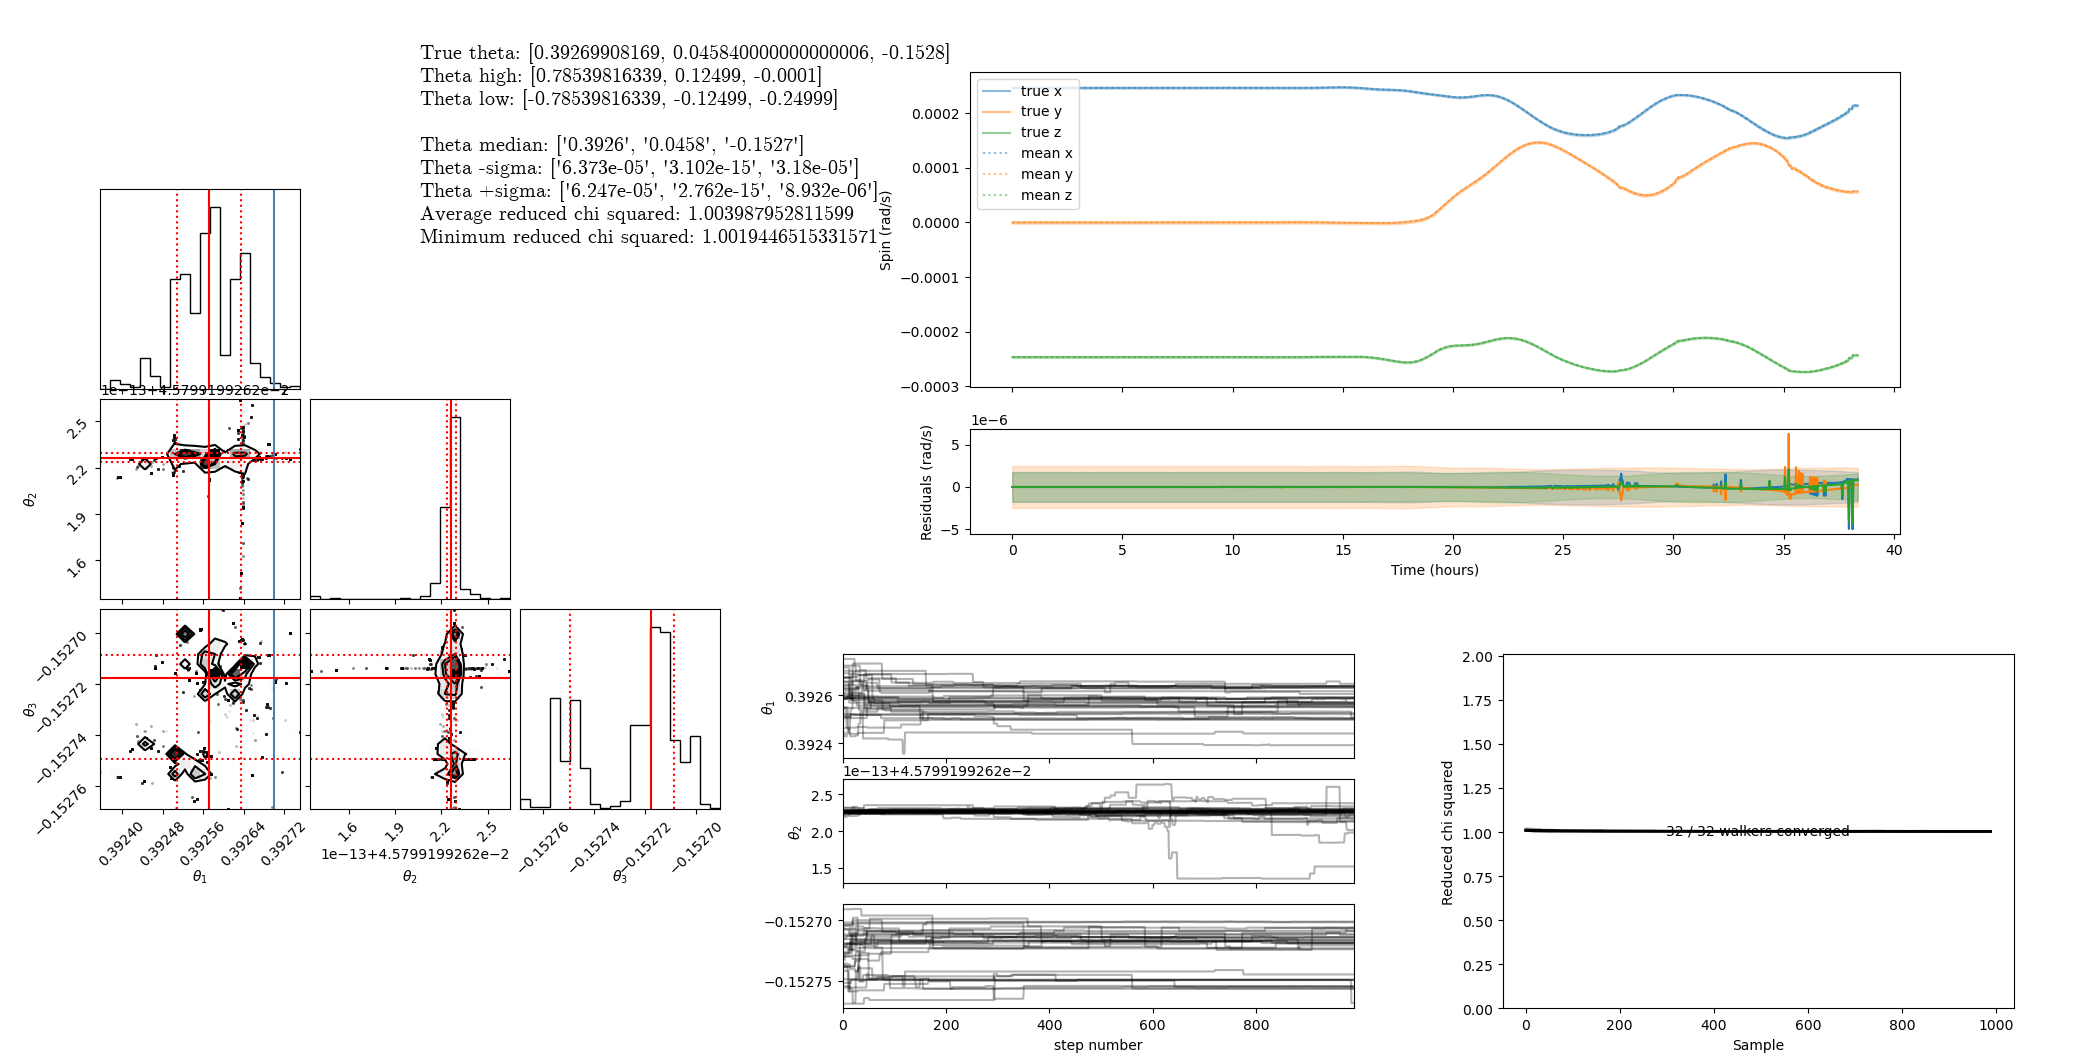 True theta: [0.39269908169, 0.045840000000000006, -0.1528]
Theta high: [0.78539816339, 0.12499, -0.0001]
Theta low: [-0.78539816339, -0.12499, -0.24999]
Theta median: ['0.3926', '0.0458', '-0.1527']
Theta -sigma: ['6.373e-05', '3.102e-15', '3.18e-05']
Theta +sigma: ['6.247e-05', '2.762e-15', '8.932e-06']
Average reduced chi squared: 1.003987952811599
Minimum reduced chi squared: 1.0019446515331571
true x
true y
true z
mean x
mean y
mean z
Spin (rad/s)
0.0002
0.0001
0.0000
−0.0001
−0.0002
−0.0003
1e−6
Residuals (rad/s)
5
0
−5
0 5 10 15 20 25 30 35 40
Time (hours)
1e−13+4.5799199262e−2
θ2
2.5
2.2
1.9
1.6
θ3
−0.15270
−0.15272
−0.15274
−0.15276
0.39240 0.39248 0.39256 0.39264 0.39272
θ1
1.6 1.9 2.2 2.5
1e−13+4.5799199262e−2
θ2
−0.15276 −0.15274 −0.15272 −0.15270
θ3
θ1
0.3926
0.3924
1e−13+4.5799199262e−2
θ2
2.5
2.0
1.5
−0.15270
−0.15275
0 200 400 600 800
step number
Reduced chi squared
2.00
1.75
1.50
1.25
1.00
0.75
0.50
0.25
0.00
32 / 32 walkers converged
0 200 400 600 800 1000
Sample